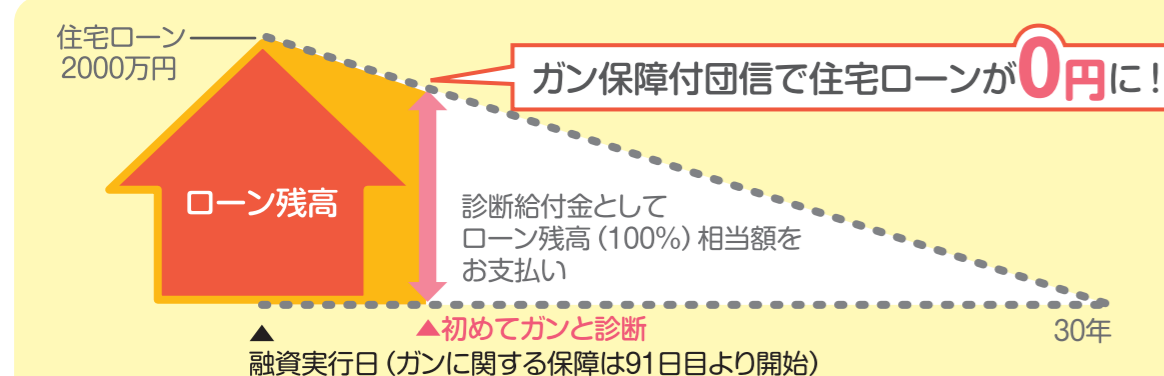 住宅ローン
2000万円
ガン保障付団信で住宅ローンが0円に！
ローン残高
診断給付金として
ローン残高（100％）相当額を
お支払い
▲初めてガンと診断
30年
▲
融資実行日（ガンに関する保障は91日目より開始）